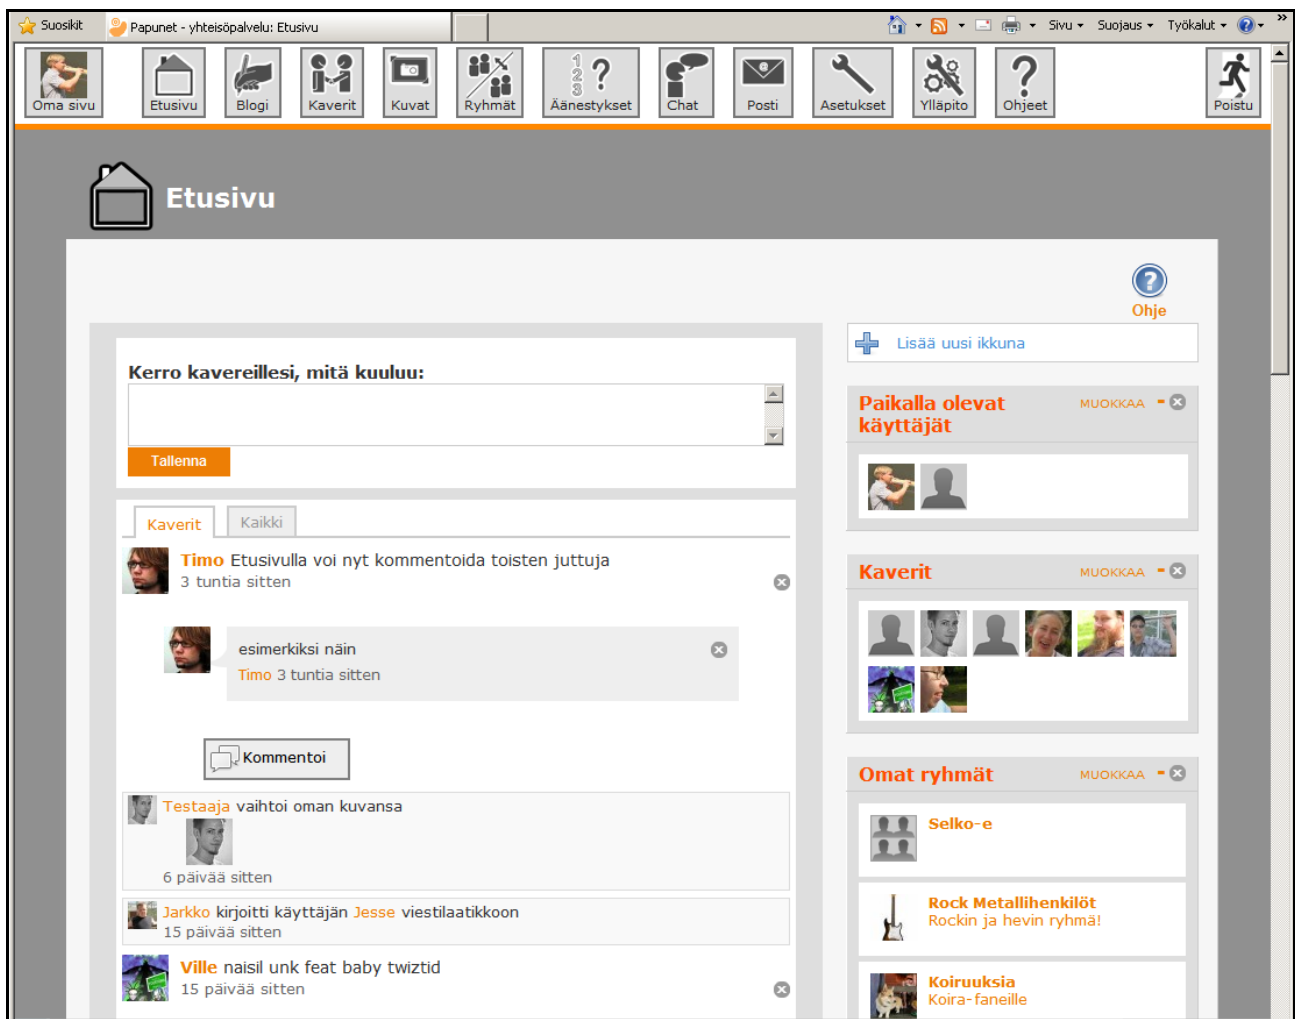 Suosikit
Papunet - yhteisöpalvelu: Etusivu
Sivu
Suojaus
Työkalut
Oma sivu
Etusivu
Blogi
Kaverit
Kuvat
Ryhmät
1 2 3 ?
Äänestykset
Chat
Posti
Asetukset
Ylläpito
Ohjeet
Poistu
Etusivu
Ohje
Kerro kavereillesi, mitä kuuluu:
Tallenna
Kaverit
Kaikki
Timo Etusivulla voi nyt kommentoida toisten juttuja
3 tuntia sitten
esimerkiksi näin
Timo 3 tuntia sitten
Kommentoi
Testaaja vaihtoi oman kuvansa
6 päivää sitten
Jarkko kirjoitti käyttäjän Jesse viestilaatikkoon
15 päivää sitten
Ville naisil unk feat baby twiztid
15 päivää sitten
Lisää uusi ikkuna
Paikalla olevat
käyttäjät
MUOKKAA
Kaverit
MUOKKAA
Omat ryhmät
MUOKKAA
Selko-e
Rock Metallihenkilöt
Rockin ja hevin ryhmä!
Koiruuksia
Koira-faneille